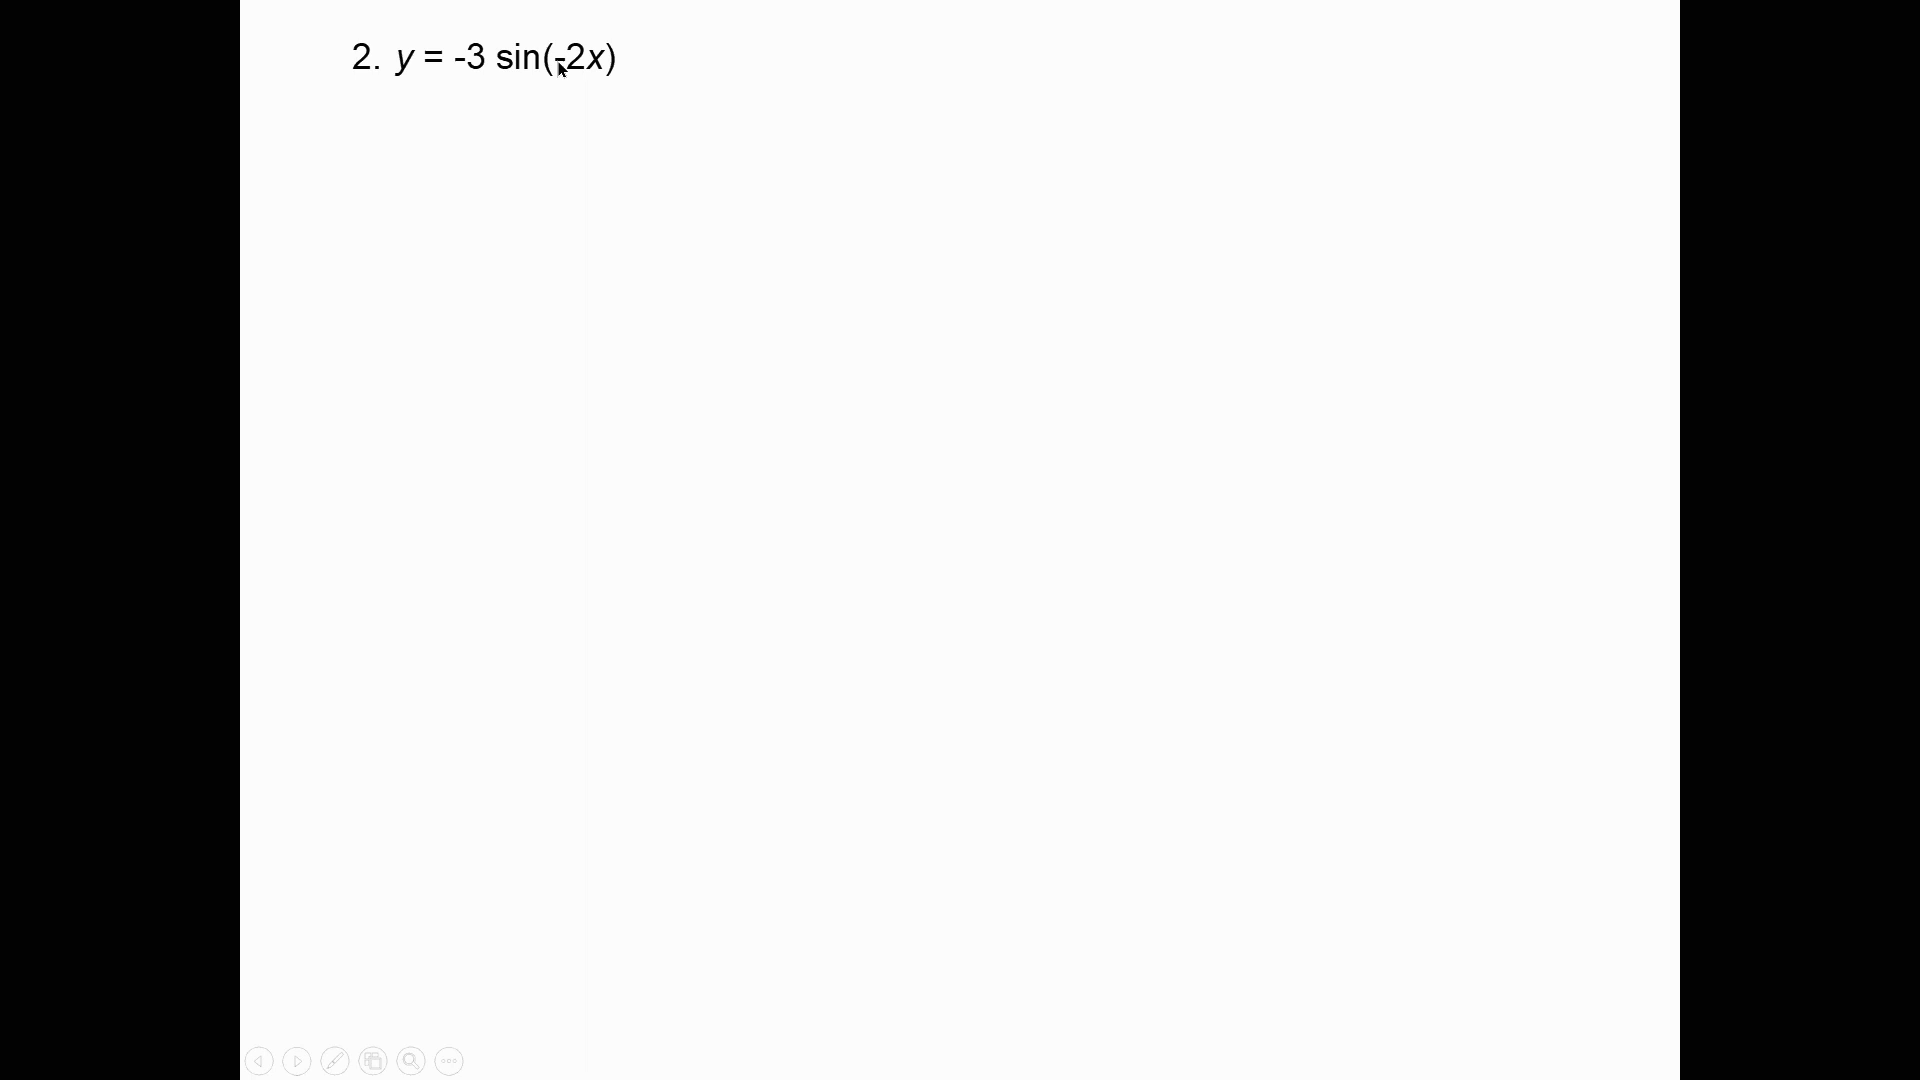 2. y = -3 sin(-2x)